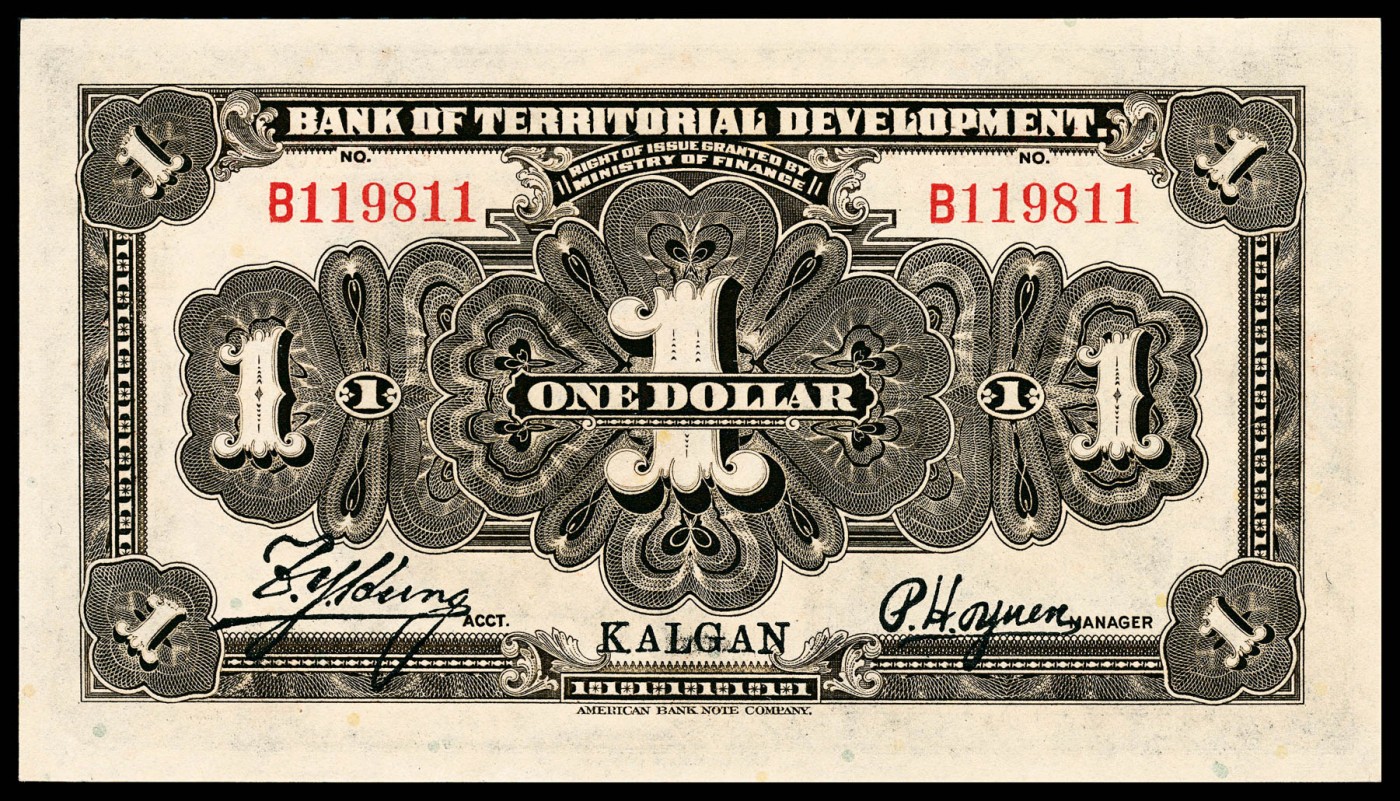 BANK OF TERRITORIAL DEVELOPMENT.
NO. NO.
RIGHT OF ISSUE GRANTED BY
MINISTRY OF FINANCE
B119811 B119811
1 1
1 1 1 1 1
ONE DOLLAR
ACCT. MANAGER
KALGAN
1 1
AMERICAN BANK NOTE COMPANY.